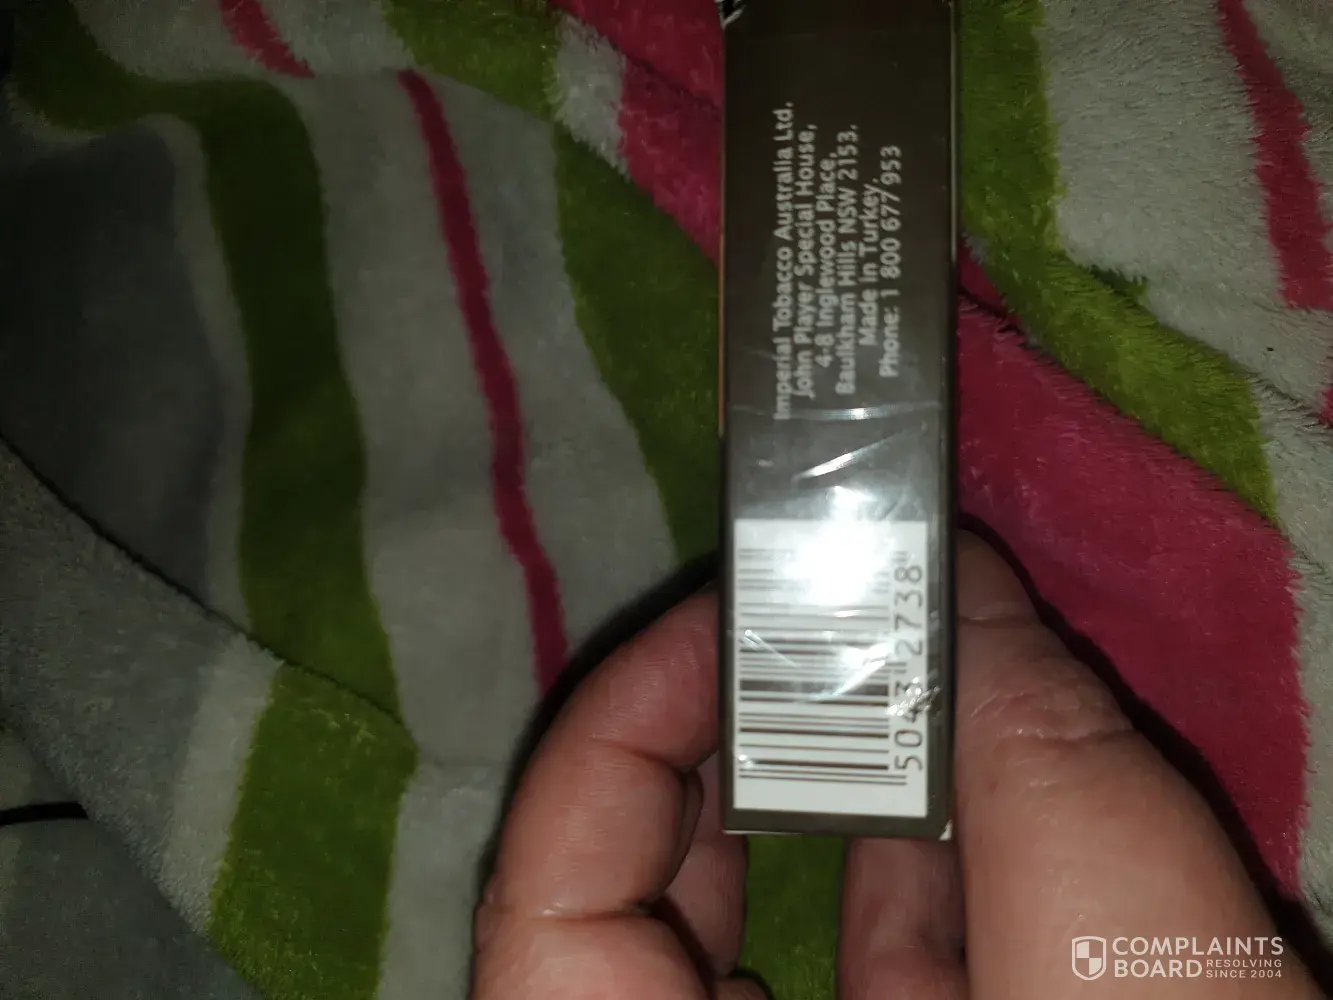 Imperial Tobacco Australia Ltd.
John Player Special House,
4-8 Inglewood Place,
Baulkham Hills NSW 2153.
Made in Turkey.
Phone: 1 800 677 953
5043 2738
COMPLAINTS
BOARD RESOLVING
SINCE 2004